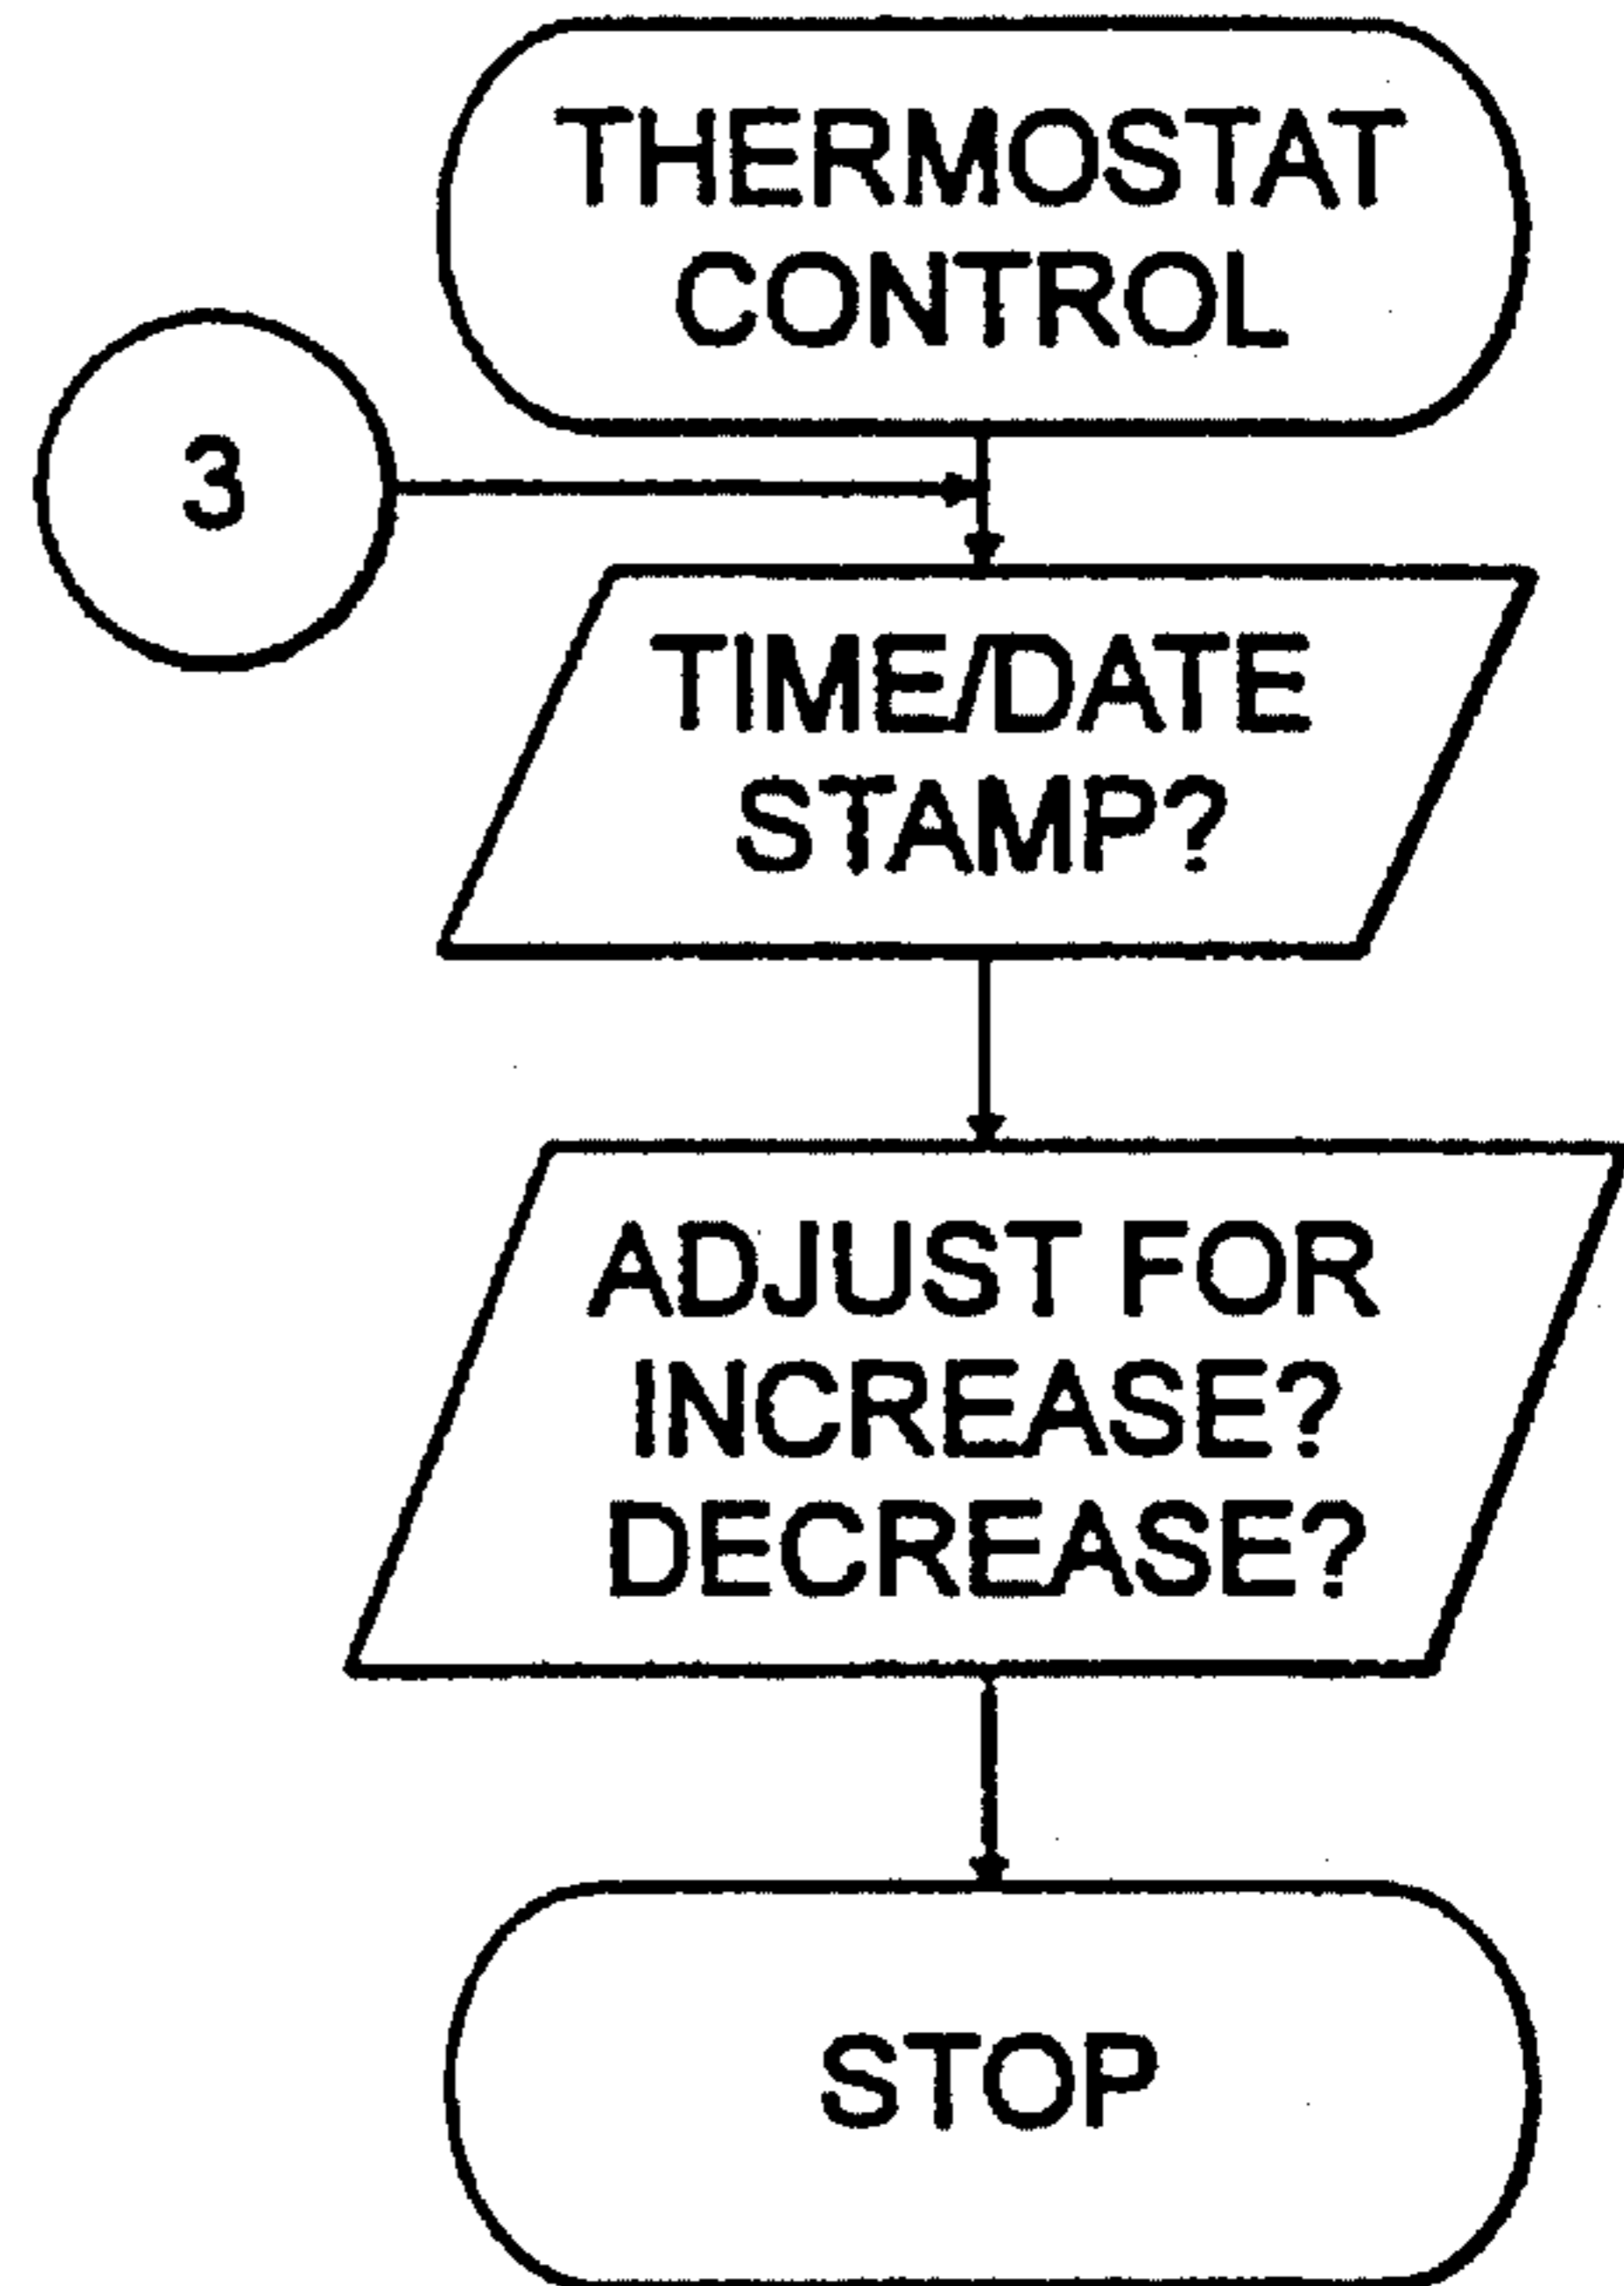 THERMOSTAT
CONTROL
3
TIME/DATE
STAMP?
ADJUST FOR
INCREASE?
DECREASE?
STOP